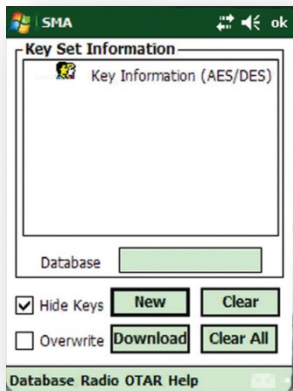 SMA ok
Key Set Information
Key Information (AES/DES)
Database
Hide Keys New Clear
Overwrite Download Clear All
Database Radio OTAR Help